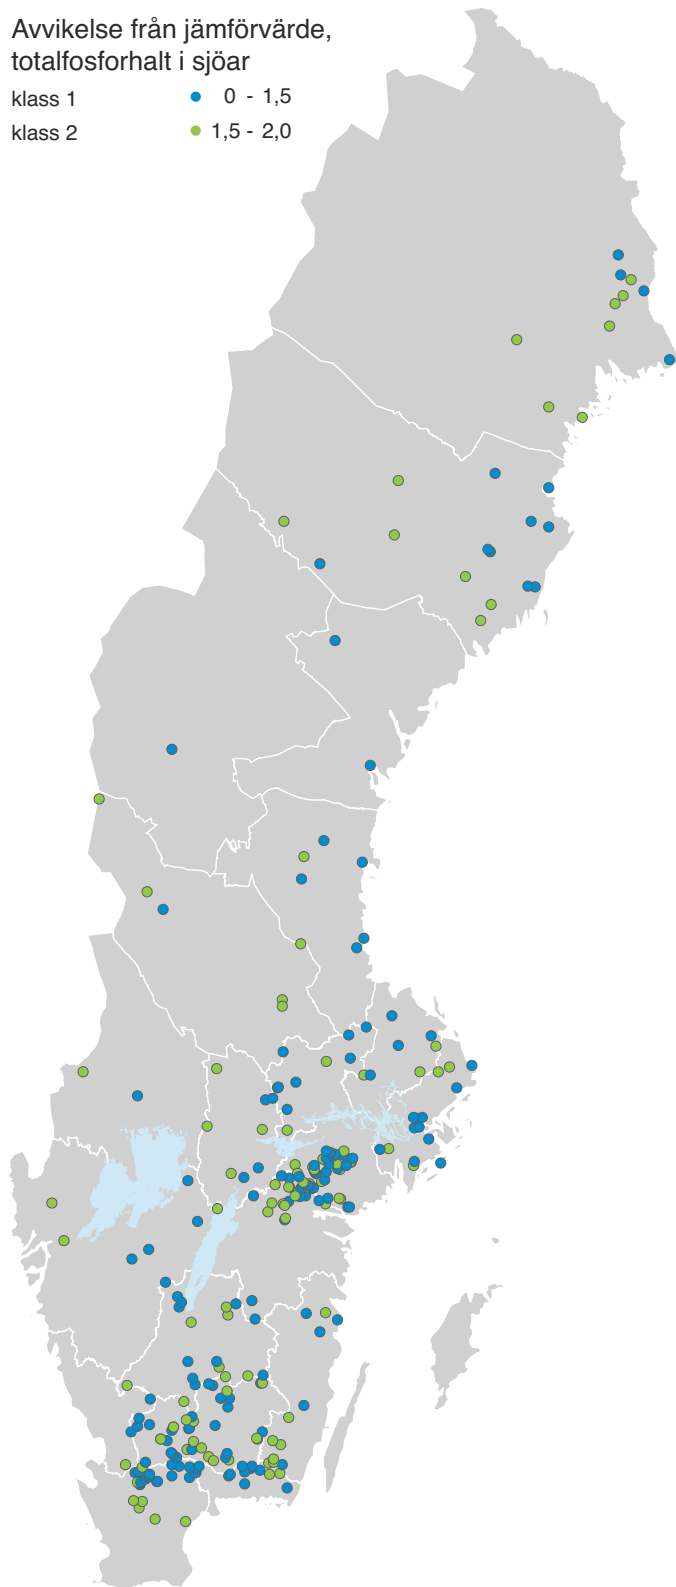 Avvikelse från jämförvärde,
totalfosforhalt i sjöar
klass 1 0 - 1,5
klass 2 1,5 - 2,0